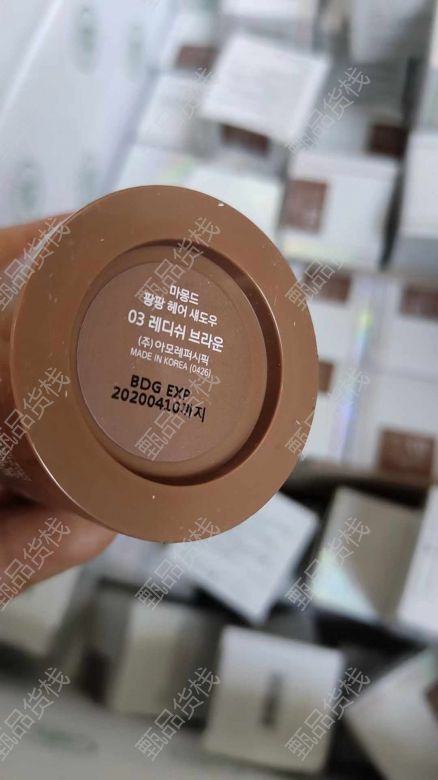 마몽드
팡팡 헤어 섀도우
03 레디쉬 브라운
(주)아모레퍼시픽
MADE IN KOREA (0426)
BDG EXP
20200410까지
甄品货栈